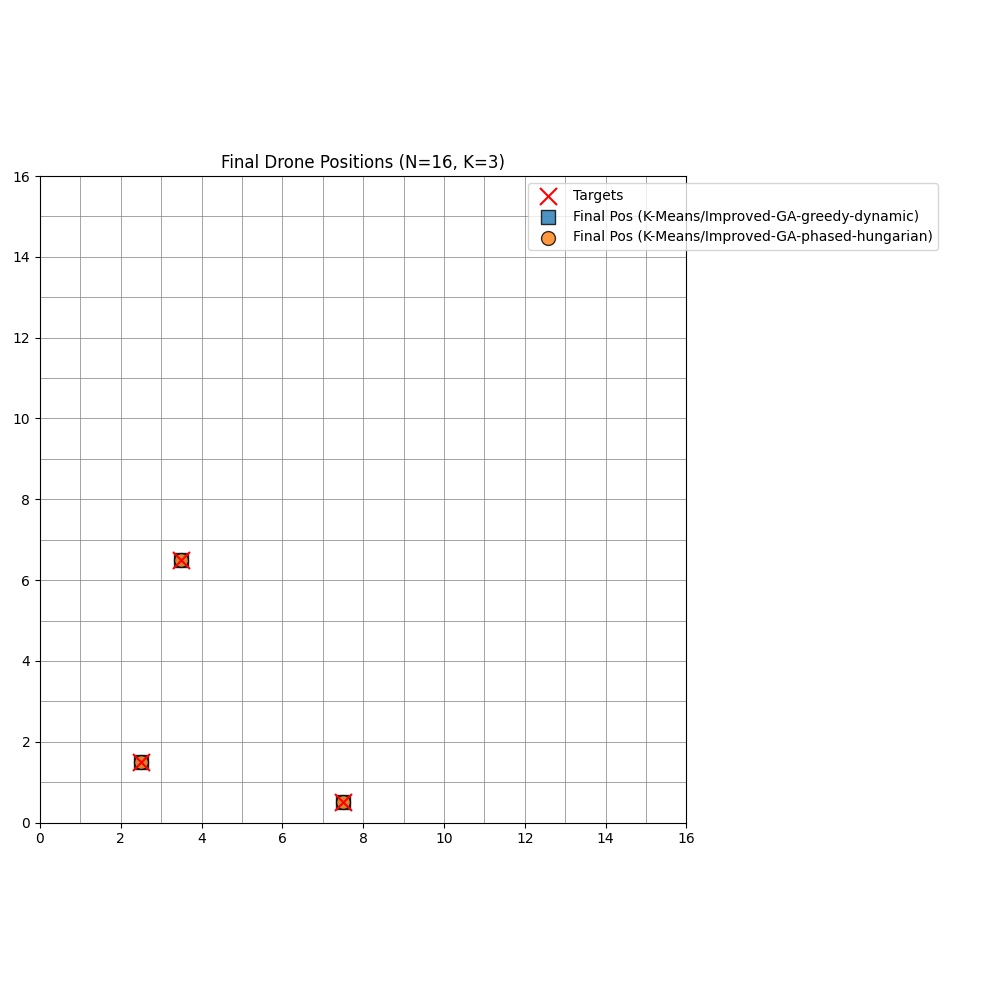 Final Drone Positions (N=16, K=3)
Targets
Final Pos (K-Means/Improved-GA-greedy-dynamic)
Final Pos (K-Means/Improved-GA-phased-hungarian)
16
14
12
10
8
6
4
2
0
0 2 4 6 8 10 12 14 16